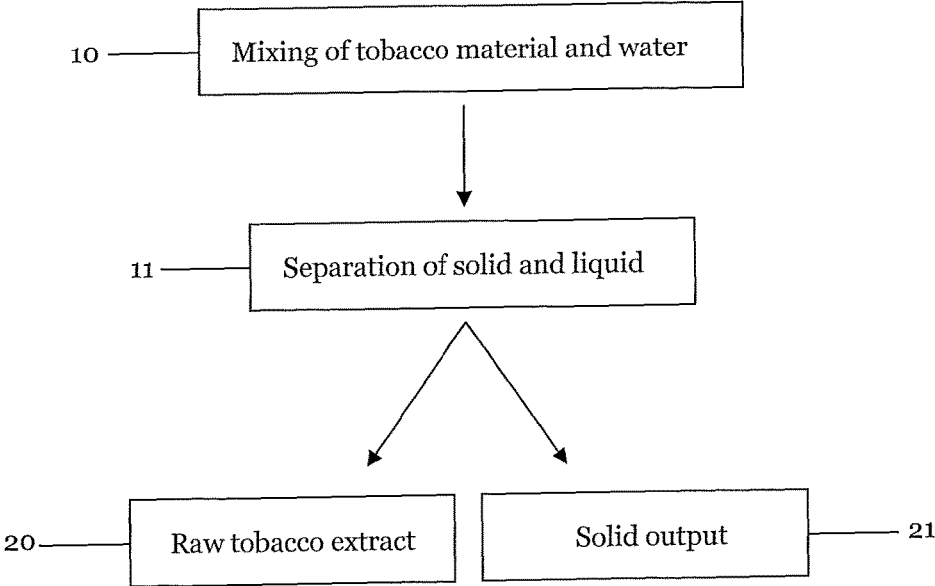 10 Mixing of tobacco material and water
11 Separation of solid and liquid
20 Raw tobacco extract
Solid output 21